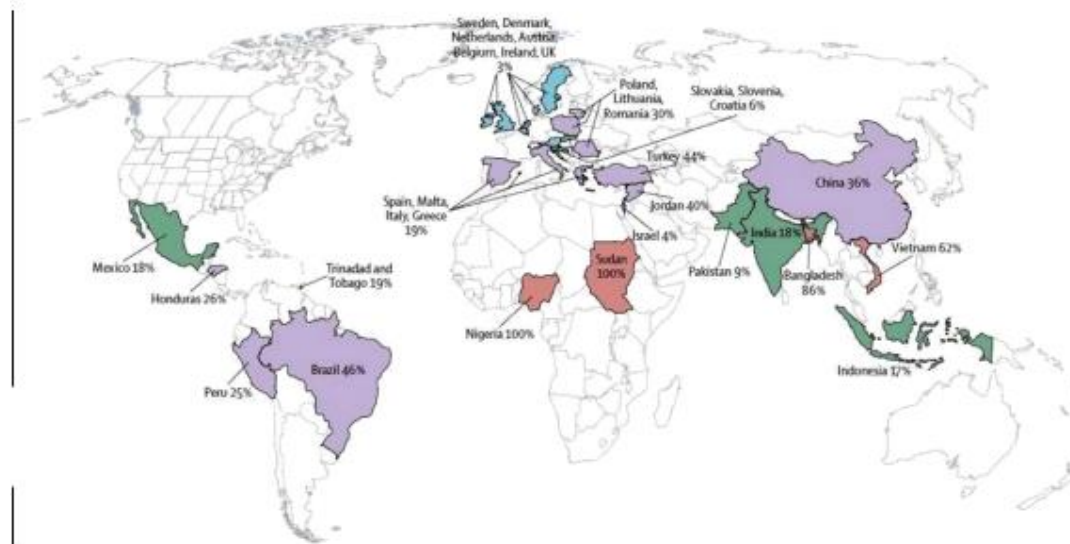 Sweden, Denmark,
Netherlands, Austria,
Belgium, Ireland, UK
3%
Poland,
Lithuania,
Romania 30%
Slovakia, Slovenia,
Croatia 6%
Turkey 44%
China 36%
Spain, Malta,
Italy, Greece
19%
Jordan 40%
Israel 4%
India 18%
Vietnam 62%
Mexico 18%
Trinidad and
Tobago 19%
Sudan
100%
Pakistan 9%
Bangladesh
86%
Honduras 26%
Nigeria 100%
Brazil 46%
Peru 25%
Indonesia 17%